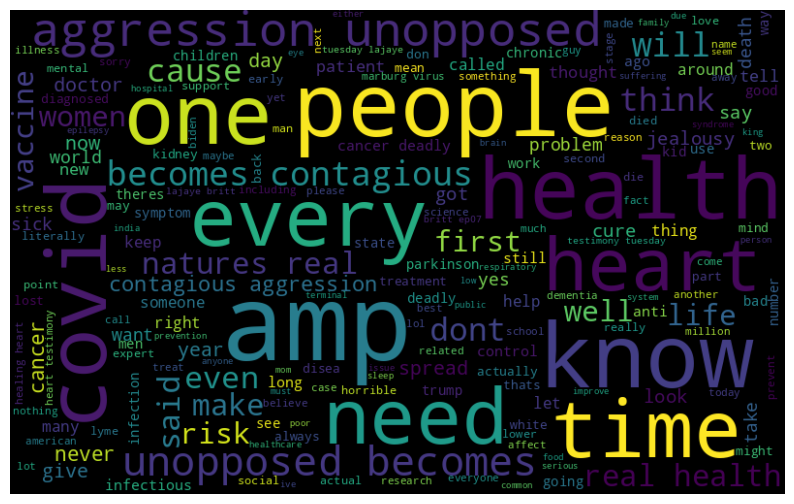 aggression unopposed
either
next
tuesday lajaye
made
family
due
love
way
illness
children
eye
don
chronic
guy
stage
name
seem
death
will
mental
sorry
cause
day
patient
mean
called
something
ago
around
tell
vaccine
doctor
diagnosed
hospital
support
early
yet
marburg virus
thought
away
suffering
good
women
one
people
think
say
now
world
new
epilepsy
man
biden
cancer deadly
brain
problem
reason
jealousy
kid
use
syndrome
king
two
kidney
maybe
back
work
second
die
becomes contagious
health
theres
lajaye britt
including
please
fact
stress
may
got
science
britt ep07
covid
sick
symptom
every
first
much
cure
thing
mind
literally
india
keep
state
still
testimony tuesday
person
natures real
parkinson
respiratory
yes
heart
come
part
less
point
contagious aggression
treatment
low
public
deadly
help
dementia
system
another
bad
number
lost
someone
terminal
best
well
anti
life
call
want
right
amp
dont
lol
school
really
million
prevention
cancer
men
expert
year
disea
related
spread
control
actually
know
healing heart
heart testimony
treat
anyone
mom
issue
sleep
thats
today
prevent
nothing
said
even
long
case
horrible
trump
look
improve
infection
make
must
believe
need
white
let
time
take
many
lyme
risk
see
poor
always
lower
affect
never
american
healthcare
food
serious
might
lot
give
infectious
social
ive
unopposed becomes
actual
research
everyone
common
going
real health
died